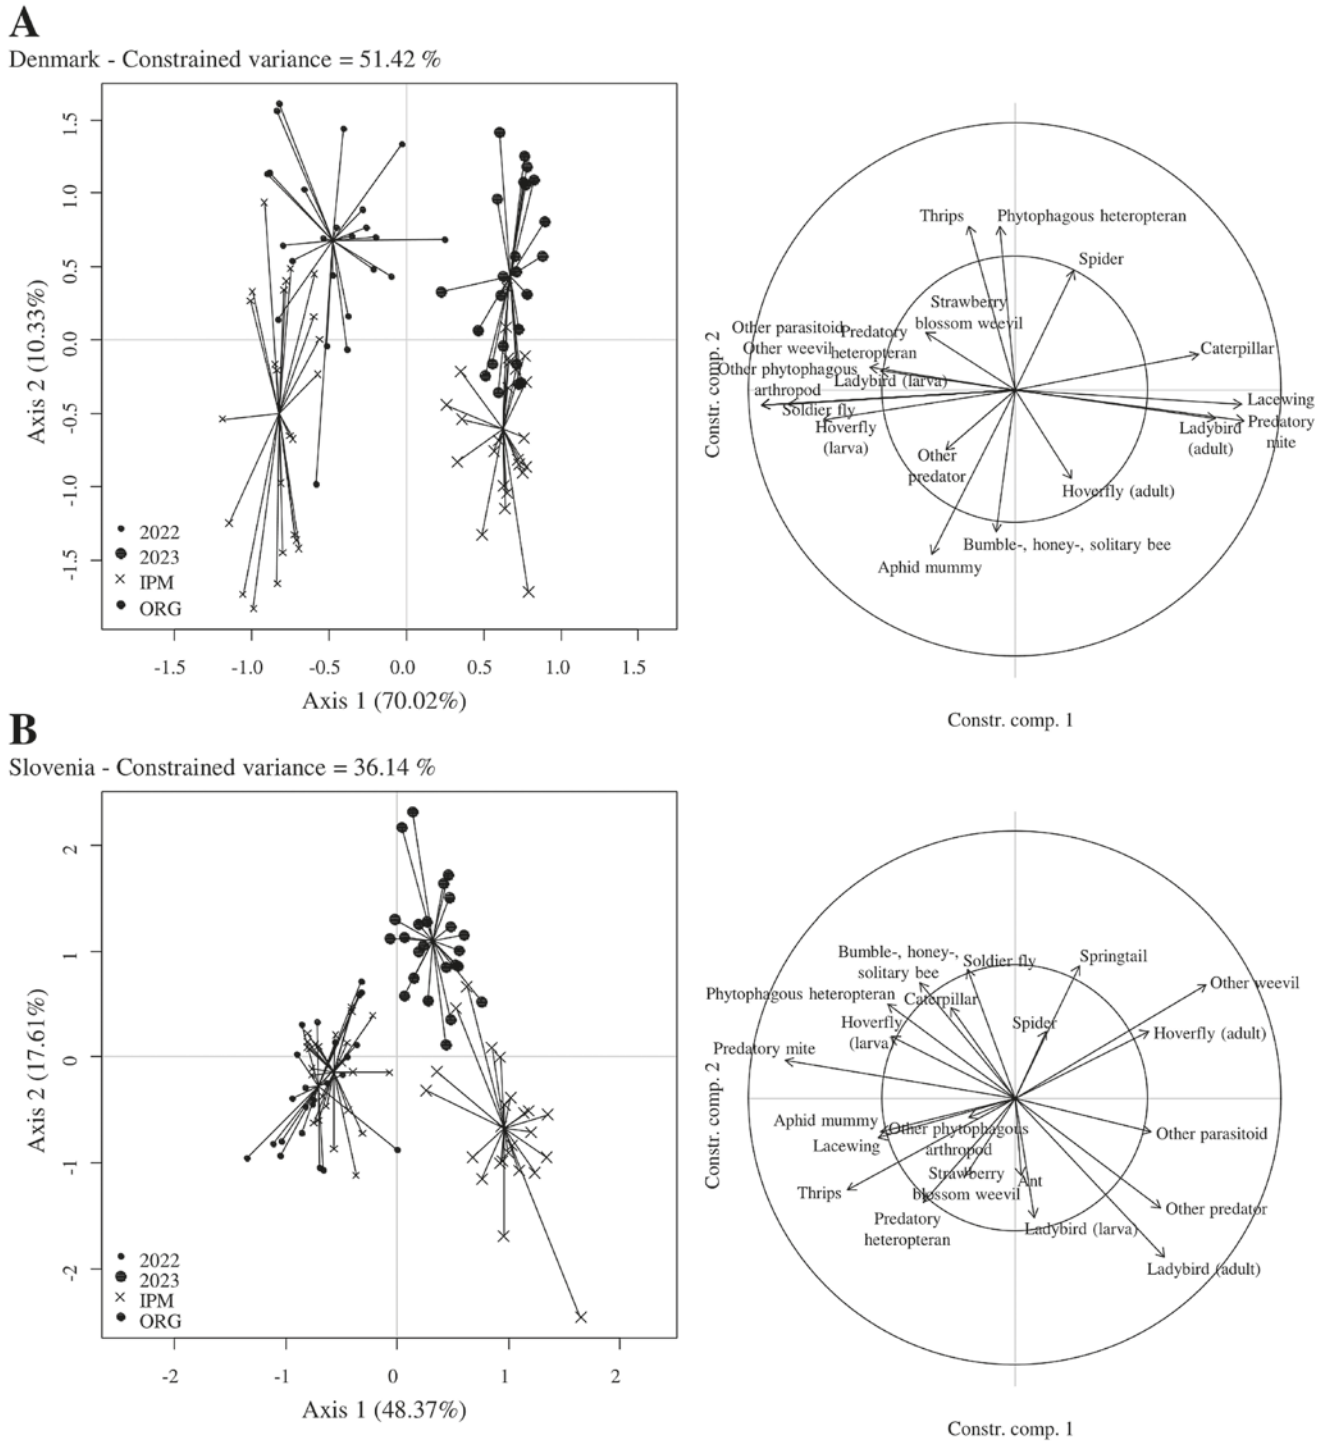 A
Denmark - Constrained variance = 51.42 %
Axis 2 (10.33%)
1.5
1.0
0.5
0.0
-0.5
-1.0
-1.5
2022
2023
IPM
ORG
-1.5
-1.0
-0.5
0.0
0.5
1.0
1.5
Axis 1 (70.02%)
Constr. comp. 2
Thrips
Phytophagous heteropteran
Spider
Strawberry
blossom weevil
Other parasitoid
Predatory
heteropteran
Other weevil
Other phytophagous
arthropod
Ladybird (larva)
Caterpillar
Soldier fly
Hoverfly
(larva)
Lacewing
Ladybird
(adult)
Predatory
mite
Other
predator
Hoverfly (adult)
Bumble-, honey-, solitary bee
Aphid mummy
Constr. comp. 1
B
Slovenia - Constrained variance = 36.14 %
Axis 2 (17.61%)
2
1
0
-1
-2
2022
2023
IPM
ORG
-2
-1
0
1
2
Axis 1 (48.37%)
Constr. comp. 2
Bumble-, honey-,
solitary bee
Soldier fly
Springtail
Phytophagous heteropteran
Caterpillar
Other weevil
Hoverfly
(larva)
Spider
Hoverfly (adult)
Predatory mite
Aphid mummy
Other phytophagous
arthropod
Lacewing
Other parasitoid
Strawberry
blossom weevil
Ant
Thrips
Other predator
Predatory
heteropteran
Ladybird (larva)
Ladybird (adult)
Constr. comp. 1